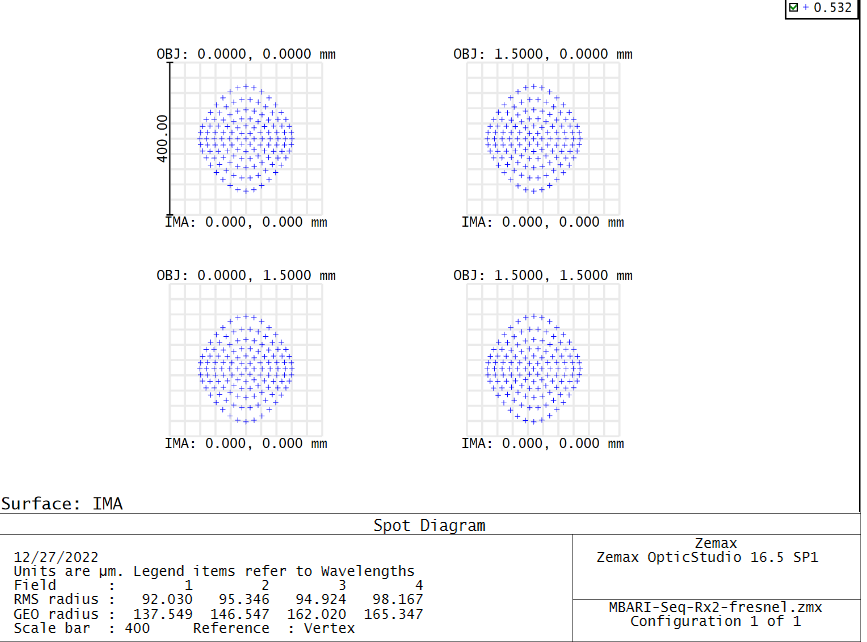 + 0.532
OBJ: 0.0000, 0.0000 mm
OBJ: 1.5000, 0.0000 mm
400.00
IMA: 0.000, 0.000 mm
IMA: 0.000, 0.000 mm
OBJ: 0.0000, 1.5000 mm
OBJ: 1.5000, 1.5000 mm
IMA: 0.000, 0.000 mm
IMA: 0.000, 0.000 mm
Surface: IMA
Spot Diagram
12/27/2022
Units are µm. Legend items refer to Wavelengths
Field : 1 2 3 4
RMS radius : 92.030 95.346 94.924 98.167
GEO radius : 137.549 146.547 162.020 165.347
Scale bar : 400 Reference : Vertex
Zemax
Zemax OpticStudio 16.5 SP1
MBARI-Seq-Rx2-fresnel.zmx
Configuration 1 of 1